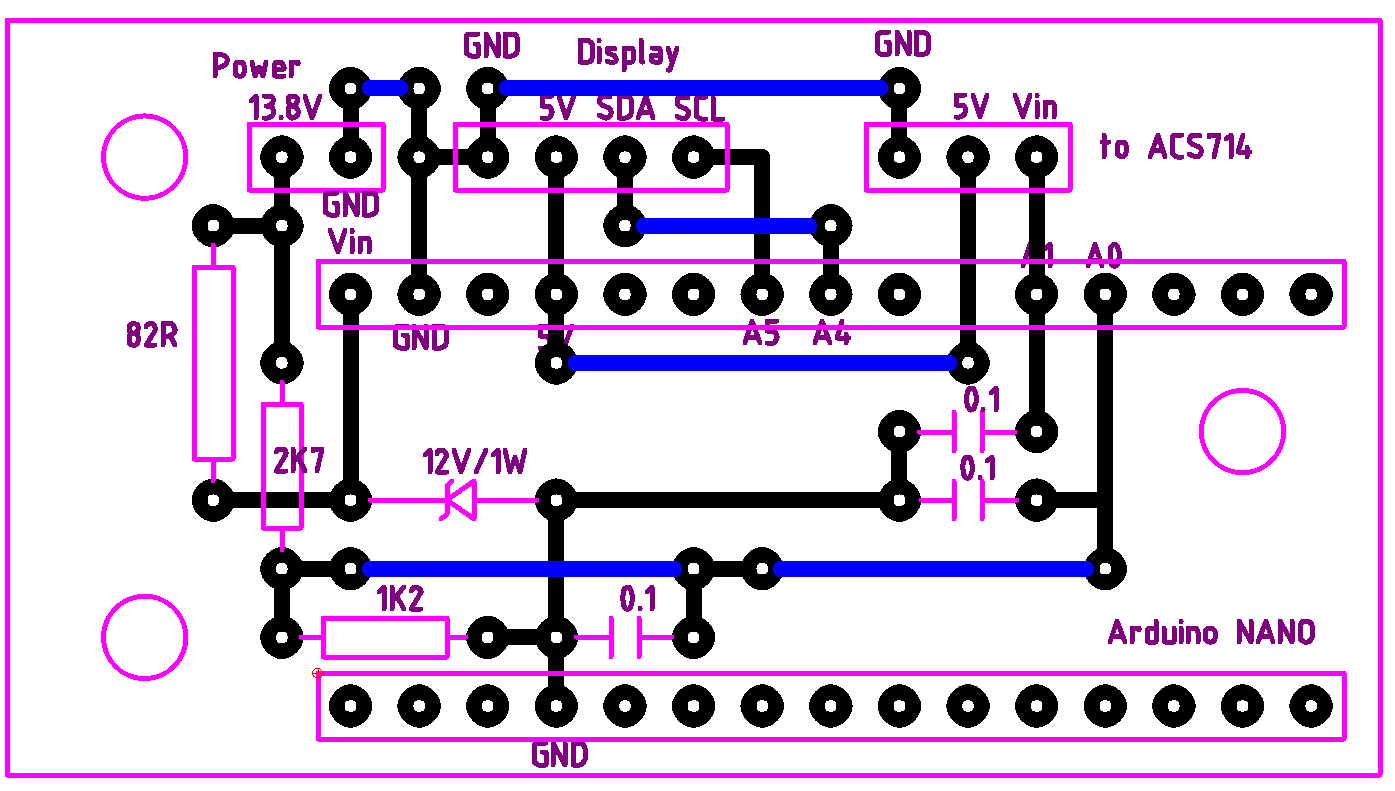 GND
Display
GND
Power
13.8V
5V SDA SCL
5V Vin
to ACS714
GND
Vin
A1 A0
82R
GND
5V
A5 A4
0.1
2K7
12V/1W
0.1
1K2
0.1
Arduino NANO
GND